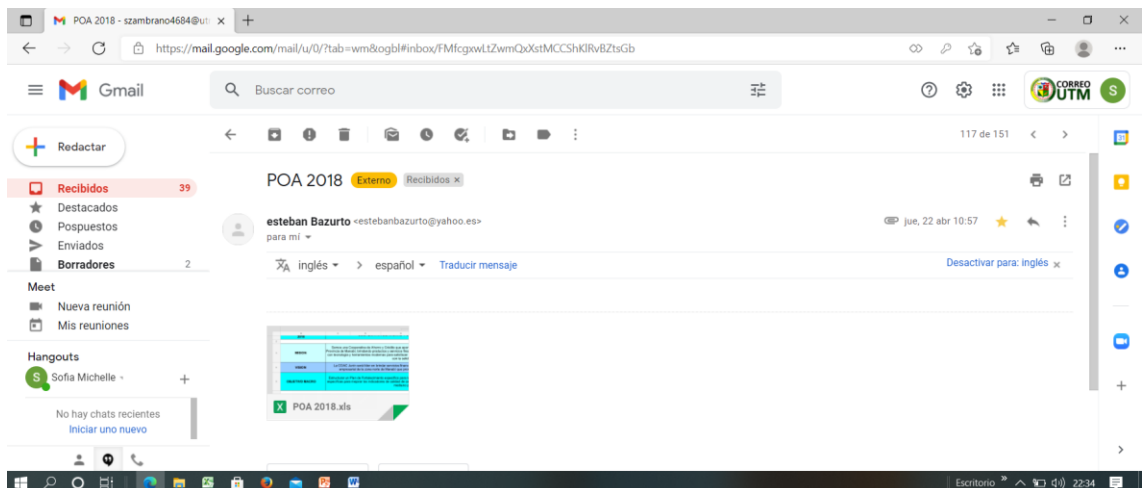 POA 2018 - szambrano4684@ut
https://mail.google.com/mail/u/0/?tab=wm&ogbl#inbox/FMfcgxwLtZwmQxXstMCCShKlRvBZtsGb
Gmail
Buscar correo
CORREO UTM
S
Redactar
117 de 151
Recibidos 39
Destacados
Pospuestos
Enviados
Borradores 2
Meet
Nueva reunión
Mis reuniones
Hangouts
S Sofia Michelle
No hay chats recientes
Iniciar uno nuevo
POA 2018 Externo Recibidos ×
esteban Bazurto <estebanbazurto@yahoo.es>
jue, 22 abr 10:57
para mí
inglés > español Traducir mensaje
Desactivar para: inglés ×
MISION
VISION
POA 2018.xls
31
Escritorio » 22:34